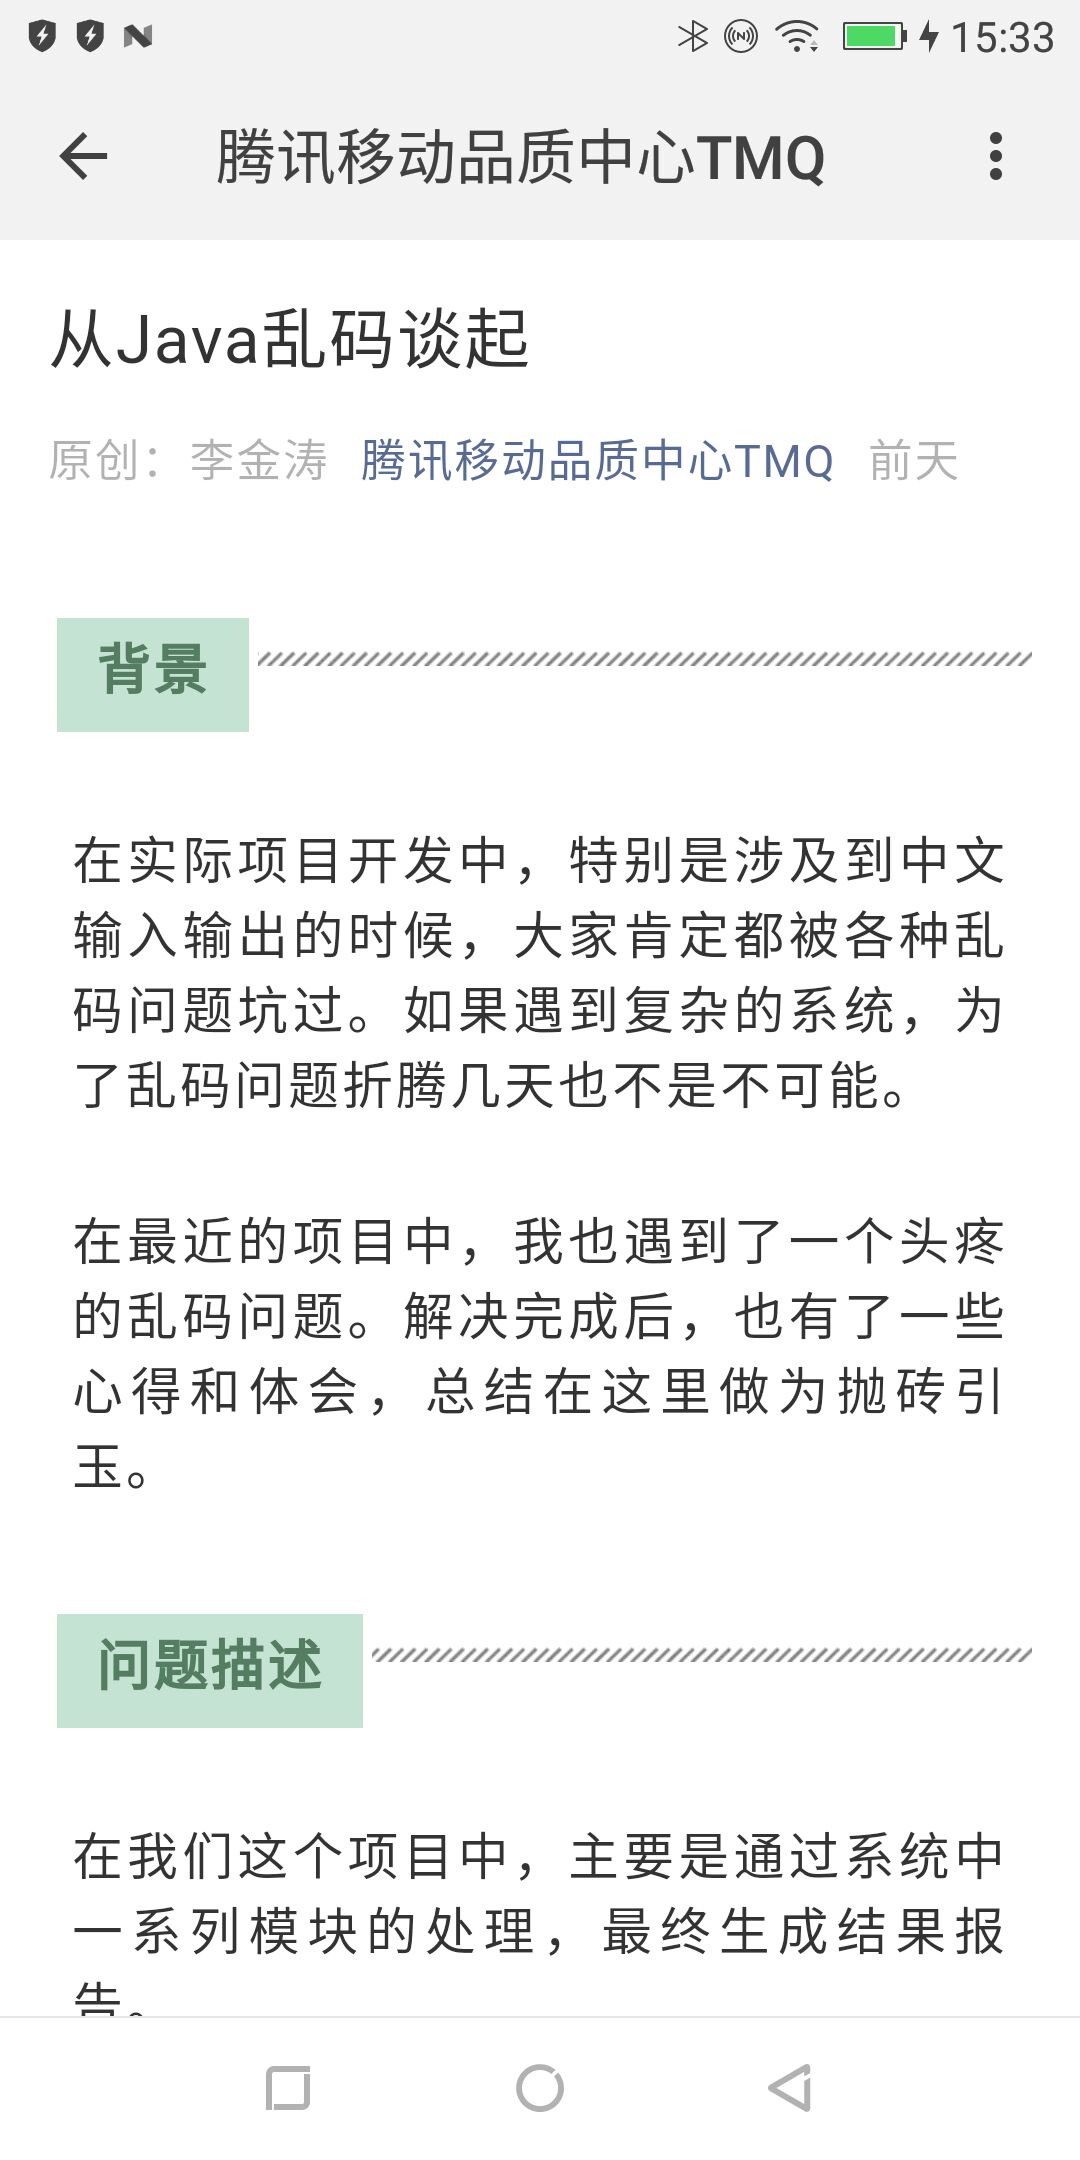 15:33
腾讯移动品质中心TMQ
从Java乱码谈起
原创： 李金涛 腾讯移动品质中心TMQ 前天
背景
在实际项目开发中，特别是涉及到中文
输入输出的时候，大家肯定都被各种乱
码问题坑过。如果遇到复杂的系统，为
了乱码问题折腾几天也不是不可能。
在最近的项目中，我也遇到了一个头疼
的乱码问题。解决完成后，也有了一些
心得和体会，总结在这里做为抛砖引
玉。
问题描述
在我们这个项目中，主要是通过系统中
一系列模块的处理，最终生成结果报
告。